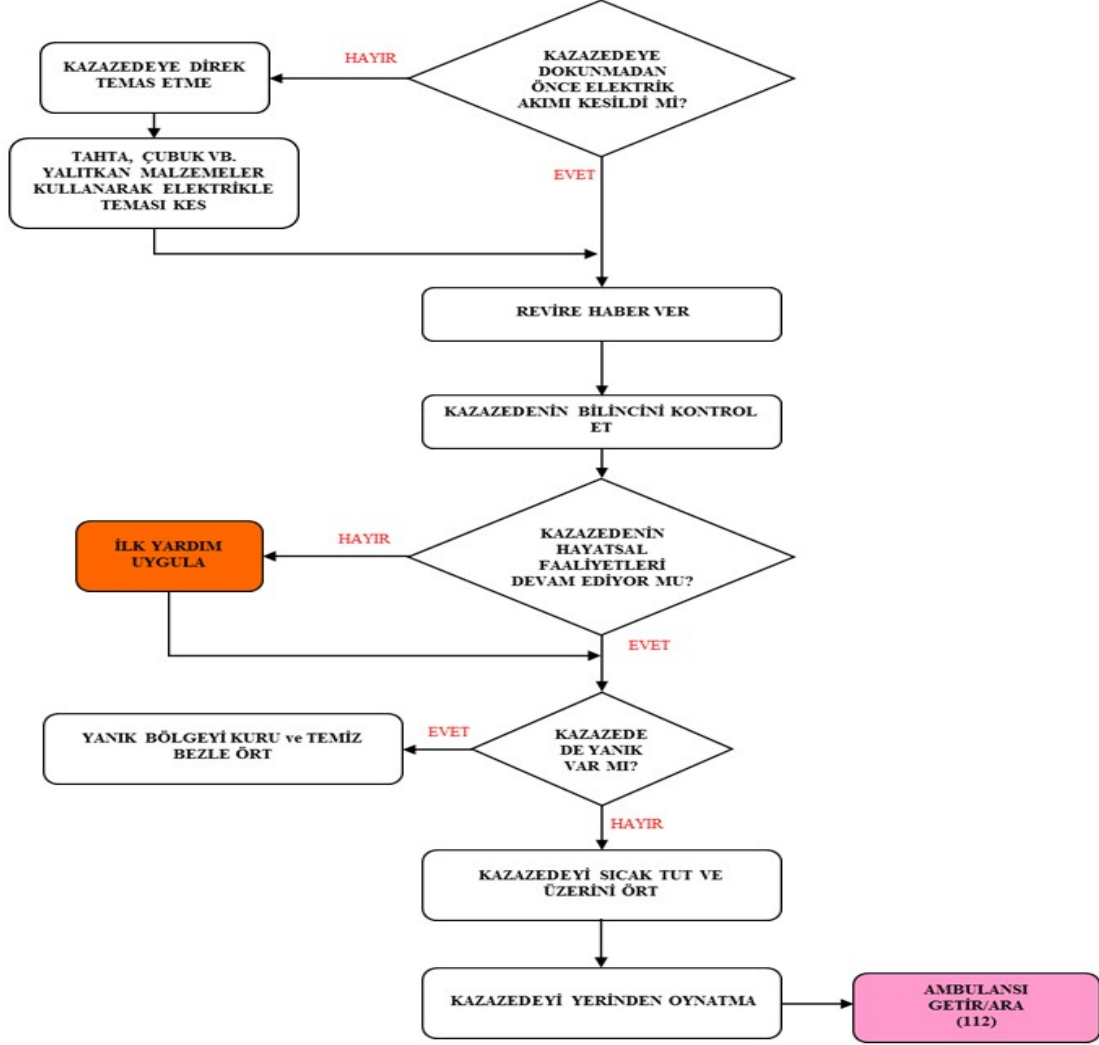 KAZAZEDEYE
DOKUNMADAN
ÖNCE ELEKTRİK
AKIMI KESİLDİ Mİ?
HAYIR
KAZAZEDEYE DİREK
TEMAS ETME
TAHTA, ÇUBUK VB.
YALITKAN MALZEMELER
KULLANARAK ELEKTRİKLE
TEMASI KES
EVET
REVİRE HABER VER
KAZAZEDENİN BİLİNCİNİ KONTROL
ET
KAZAZEDENİN
HAYATSAL
FAALİYETLERİ
DEVAM EDİYOR MU?
HAYIR
İLK YARDIM
UYGULA
EVET
KAZAZEDE
DE YANIK
VAR MI?
EVET
YANIK BÖLGEYİ KURU ve TEMİZ
BEZLE ÖRT
HAYIR
KAZAZEDEYİ SICAK TUT VE
ÜZERİNİ ÖRT
KAZAZEDEYİ YERİNDEN OYNATMA
AMBULANSI
GETİR/ARA
(112)